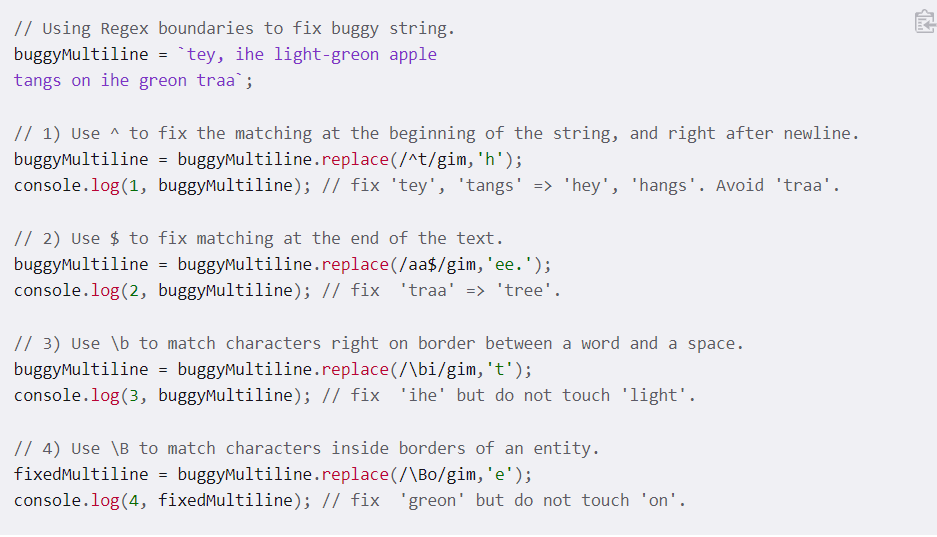 // Using Regex boundaries to fix buggy string.
buggyMultiline = `tey, ihe light-greon apple
tangs on ihe greon traa`;
// 1) Use ^ to fix the matching at the beginning of the string, and right after newline.
buggyMultiline = buggyMultiline.replace(/^t/gim,'h');
console.log(1, buggyMultiline); // fix 'tey', 'tangs' => 'hey', 'hangs'. Avoid 'traa'.
// 2) Use $ to fix matching at the end of the text.
buggyMultiline = buggyMultiline.replace(/aa$/gim,'ee.');
console.log(2, buggyMultiline); // fix  'traa' => 'tree'.
// 3) Use \b to match characters right on border between a word and a space.
buggyMultiline = buggyMultiline.replace(/\bi/gim,'t');
console.log(3, buggyMultiline); // fix  'ihe' but do not touch 'light'.
// 4) Use \B to match characters inside borders of an entity.
fixedMultiline = buggyMultiline.replace(/\Bo/gim,'e');
console.log(4, fixedMultiline); // fix  'greon' but do not touch 'on'.